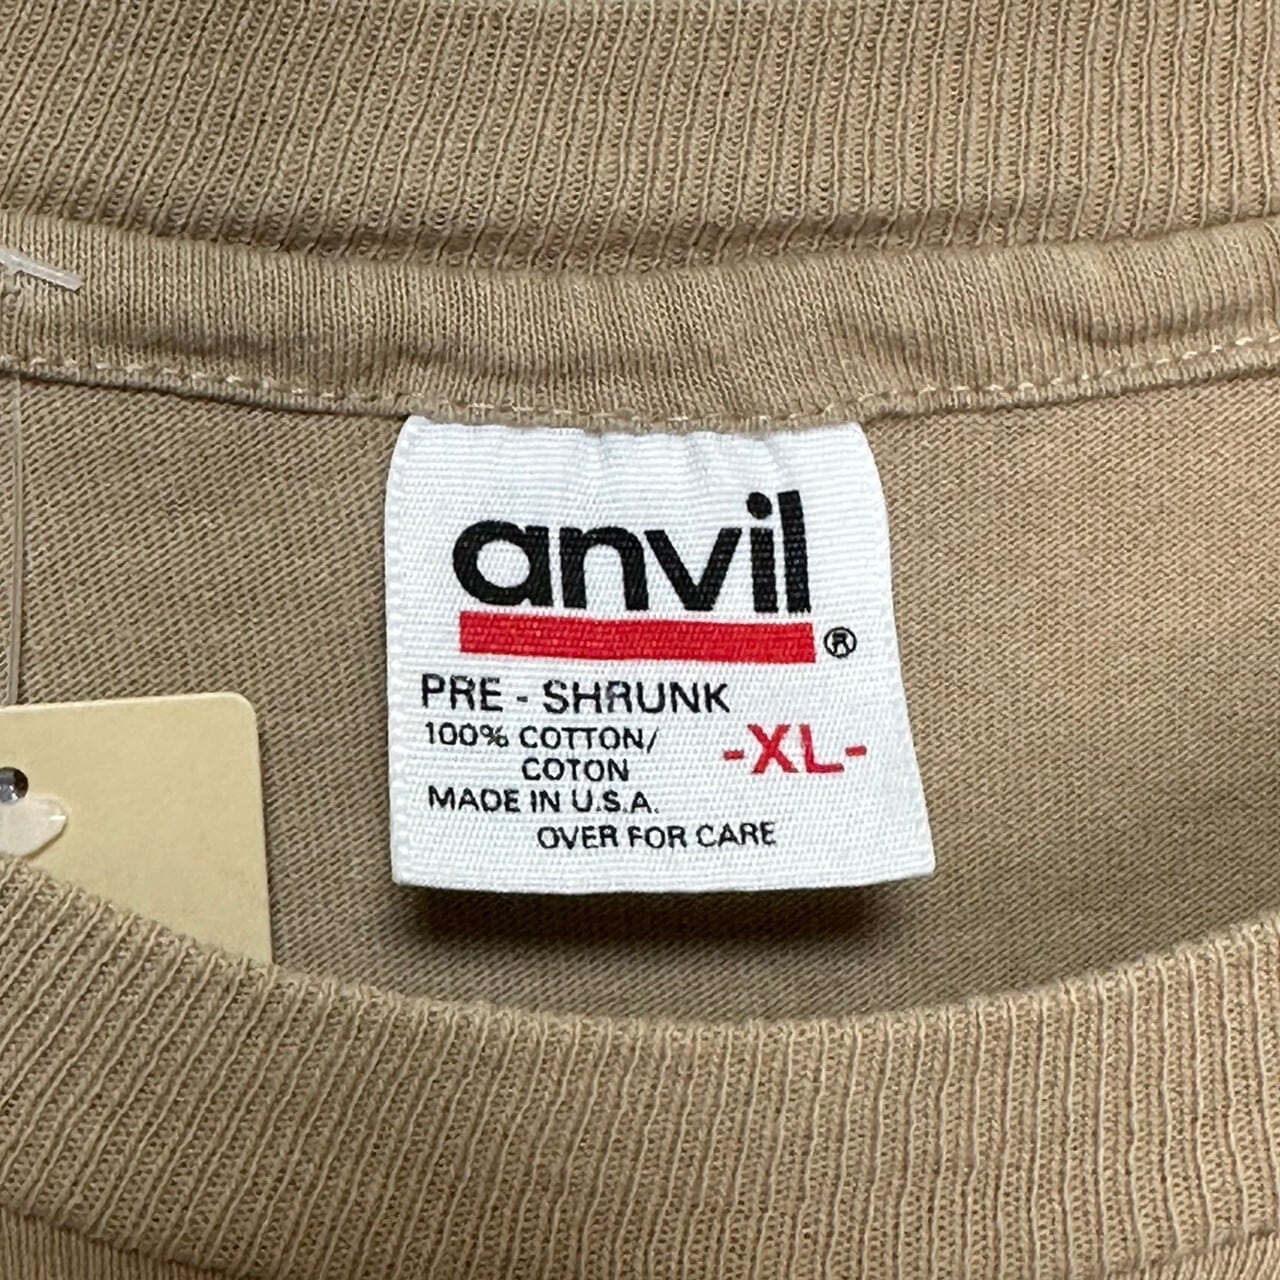 anvil®
PRE - SHRUNK
100% COTTON/
COTON
-XL-
MADE IN U.S.A.
OVER FOR CARE